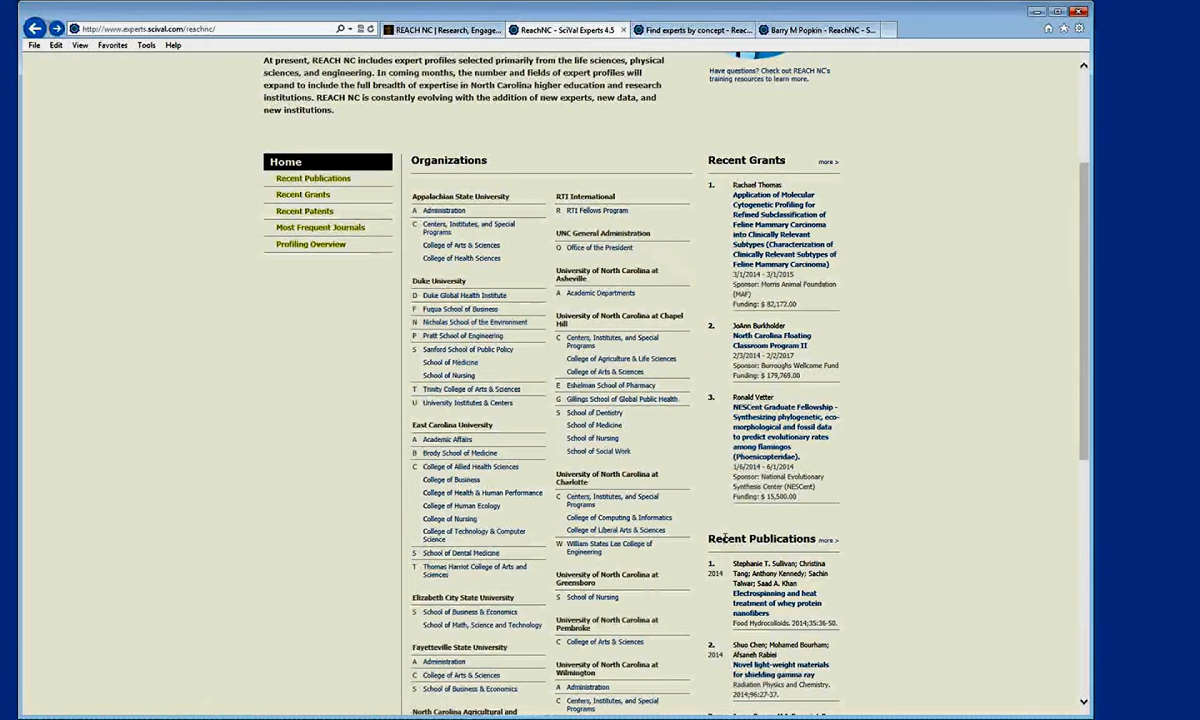 http://www.experts.scival.com/reachnc/
REACH NC | Research, Engage...
ReachNC - SciVal Experts 4.5
Find experts by concept - Reac...
Barry M Popkin - ReachNC - S...
File Edit View Favorites Tools Help
At present, REACH NC includes expert profiles selected primarily from the life sciences, physical
sciences, and engineering. In coming months, the number and fields of expert profiles will
expand to include the full breadth of expertise in North Carolina higher education and research
institutions. REACH NC is constantly evolving with the addition of new experts, new data, and
new institutions.
Have questions? Check out REACH NC's
training resources to learn more.
Home
Recent Publications
Recent Grants
Recent Patents
Most Frequent Journals
Profiling Overview
Organizations
Appalachian State University
A Administration
C Centers, Institutes, and Special
Programs
College of Arts & Sciences
College of Health Sciences
Duke University
D Duke Global Health Institute
F Fuqua School of Business
N Nicholas School of the Environment
P Pratt School of Engineering
S Sanford School of Public Policy
School of Medicine
School of Nursing
T Trinity College of Arts & Sciences
U University Institutes & Centers
East Carolina University
A Academic Affairs
B Brody School of Medicine
C College of Allied Health Sciences
College of Business
College of Health & Human Performance
College of Human Ecology
College of Nursing
College of Technology & Computer
Science
S School of Dental Medicine
T Thomas Harriot College of Arts and
Sciences
Elizabeth City State University
S School of Business & Economics
School of Math, Science and Technology
Fayetteville State University
A Administration
C College of Arts & Sciences
S School of Business & Economics
North Carolina Agricultural and
RTI International
R RTI Fellows Program
UNC General Administration
O Office of the President
University of North Carolina at
Asheville
A Academic Departments
University of North Carolina at Chapel
Hill
C Centers, Institutes, and Special
Programs
College of Agriculture & Life Sciences
College of Arts & Sciences
E Eshelman School of Pharmacy
G Gillings School of Global Public Health
S School of Dentistry
School of Medicine
School of Nursing
School of Social Work
University of North Carolina at
Charlotte
C Centers, Institutes, and Special
Programs
College of Computing & Informatics
College of Liberal Arts & Sciences
W William States Lee College of
Engineering
University of North Carolina at
Greensboro
S School of Nursing
University of North Carolina at
Pembroke
C College of Arts & Sciences
University of North Carolina at
Wilmington
A Administration
C Centers, Institutes, and Special
Programs
Recent Grants more >
1. Rachael Thomas
Application of Molecular
Cytogenetic Profiling for
Refined Subclassification of
Feline Mammary Carcinoma
into Clinically Relevant
Subtypes (Characterization of
Clinically Relevant Subtypes of
Feline Mammary Carcinoma)
3/1/2014 - 3/1/2015
Sponsor: Morris Animal Foundation
(MAF)
Funding: $ 82,172.00
2. JoAnn Burkholder
North Carolina Floating
Classroom Program II
2/3/2014 - 2/2/2017
Sponsor: Burroughs Wellcome Fund
Funding: $ 179,769.00
3. Ronald Vetter
NESCent Graduate Fellowship -
Synthesizing phylogenetic, eco-
morphological and fossil data
to predict evolutionary rates
among flamingos
(Phoenicopteridae).
1/6/2014 - 6/1/2014
Sponsor: National Evolutionary
Synthesis Center (NESCent)
Funding: $ 15,500.00
Recent Publications more >
1. Stephanie T. Sullivan; Christina
2014 Tang; Anthony Kennedy; Sachin
Talwar; Saad A. Khan
Electrospinning and heat
treatment of whey protein
nanofibers
Food Hydrocolloids. 2014;35:36-50.
2. Shuo Chen; Mohamed Bourham;
2014 Afsaneh Rabiei
Novel light-weight materials
for shielding gamma ray
Radiation Physics and Chemistry.
2014;96:27-37.